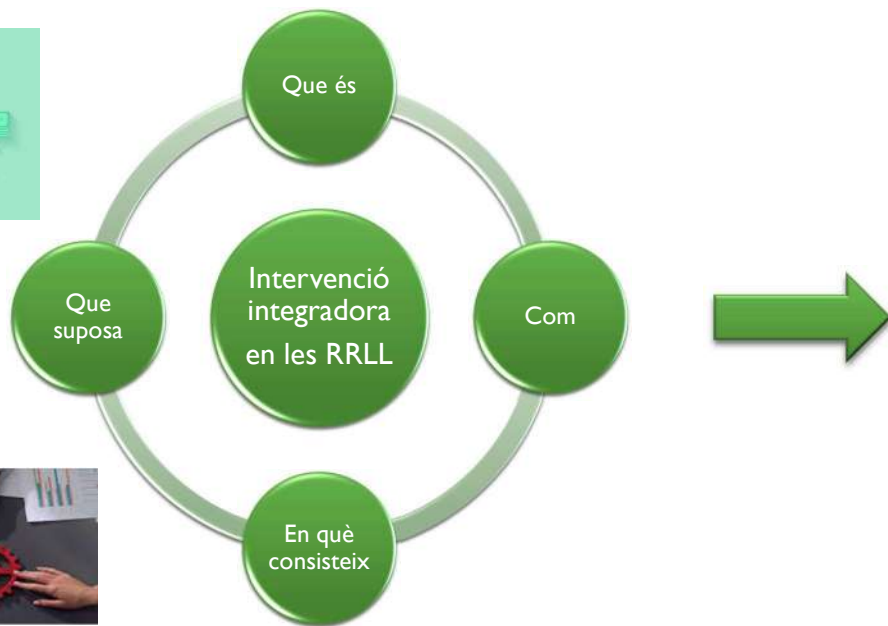 Que és
Intervenció
integradora
en les RRLL
Que
suposa
Com
En què
consisteix